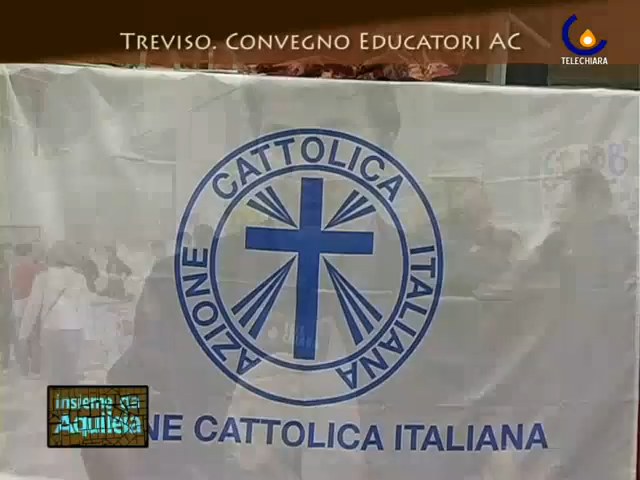 TREVISO. CONVEGNO EDUCATORI AC
TELECHIARA
AZIONE CATTOLICA ITALIANA
insieme da
Aquileia
NE CATTOLICA ITALIANA